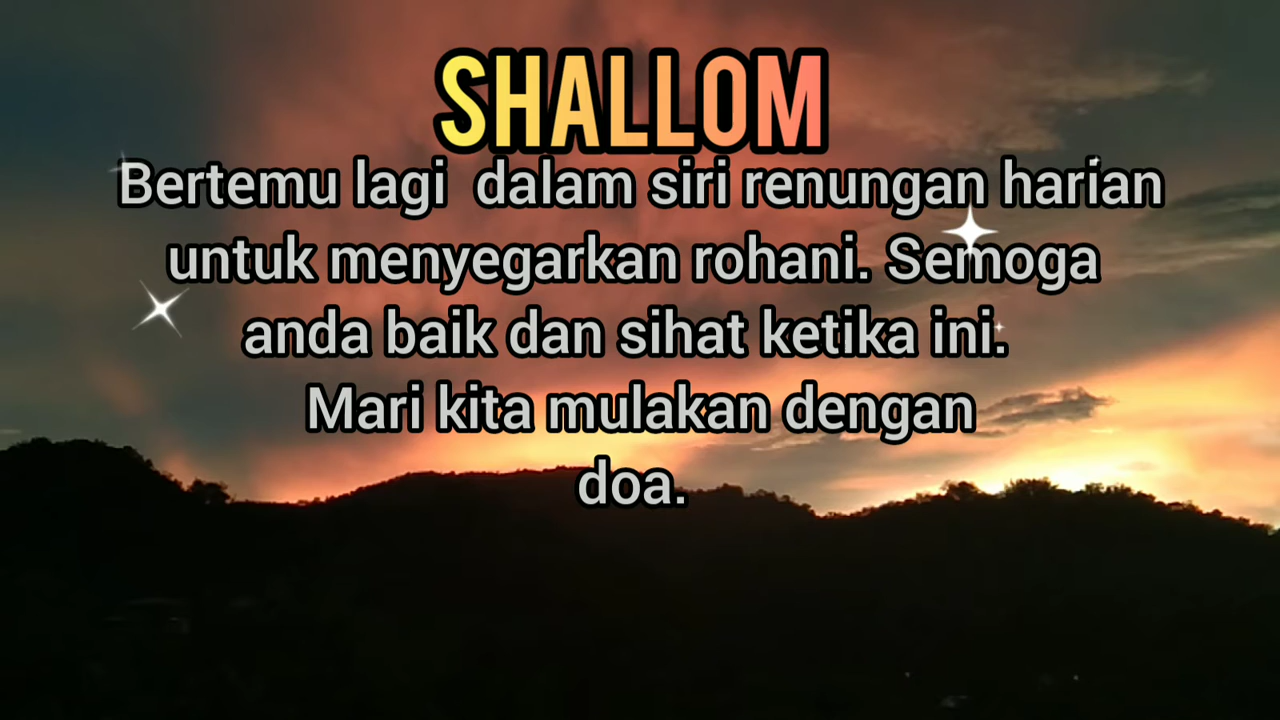 SHALLOM
Bertemu lagi dalam siri renungan harian
untuk menyegarkan rohani. Semoga
anda baik dan sihat ketika ini.
Mari kita mulakan dengan
doa.